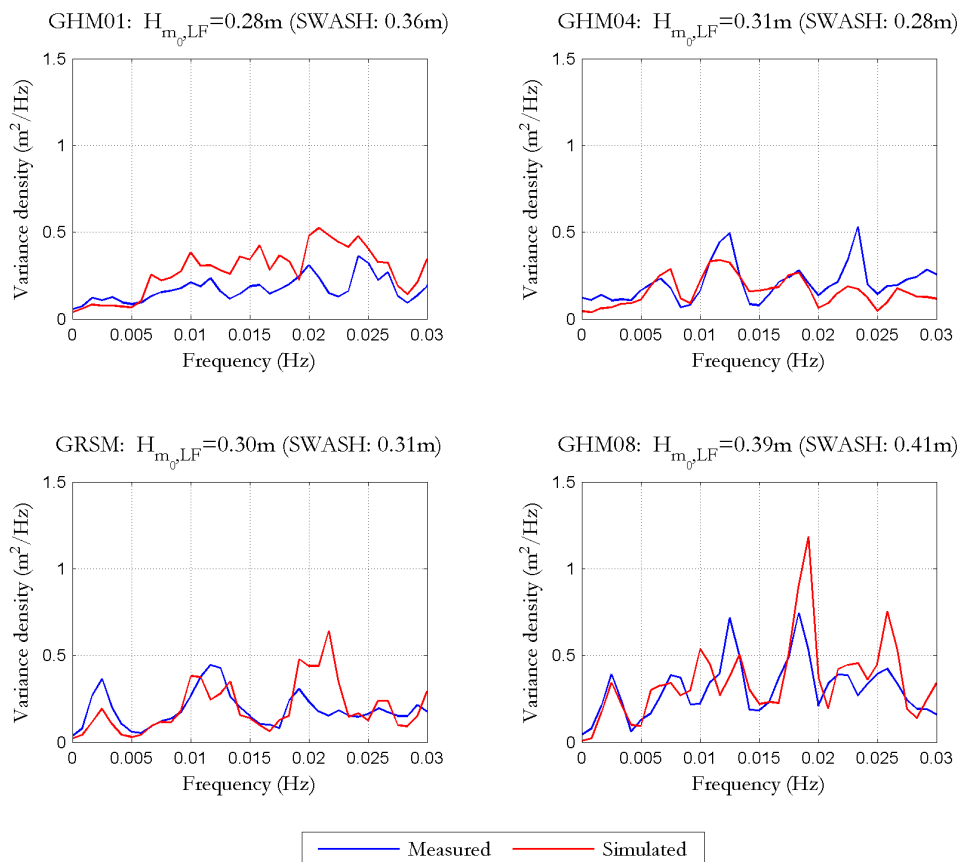 GHM01: Hm₀,LF=0.28m (SWASH: 0.36m)
1.5
1
0.5
0
Variance density (m²/Hz)
0 0.005 0.01 0.015 0.02 0.025 0.03
Frequency (Hz)
GHM04: Hm₀,LF=0.31m (SWASH: 0.28m)
1.5
1
0.5
0
Variance density (m²/Hz)
0 0.005 0.01 0.015 0.02 0.025 0.03
Frequency (Hz)
GRSM: Hm₀,LF=0.30m (SWASH: 0.31m)
1.5
1
0.5
0
Variance density (m²/Hz)
0 0.005 0.01 0.015 0.02 0.025 0.03
Frequency (Hz)
GHM08: Hm₀,LF=0.39m (SWASH: 0.41m)
1.5
1
0.5
0
Variance density (m²/Hz)
0 0.005 0.01 0.015 0.02 0.025 0.03
Frequency (Hz)
Measured Simulated